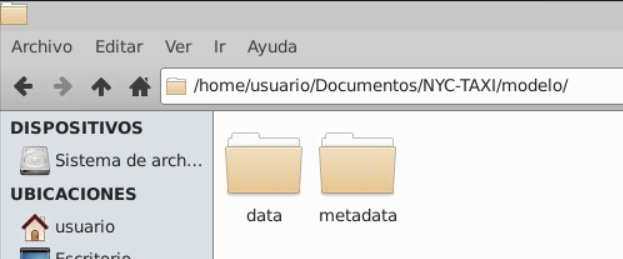 Archivo Editar Ver Ir Ayuda
/home/usuario/Documentos/NYC-TAXI/modelo/
DISPOSITIVOS
Sistema de arch...
UBICACIONES
usuario
Escritorio
data metadata